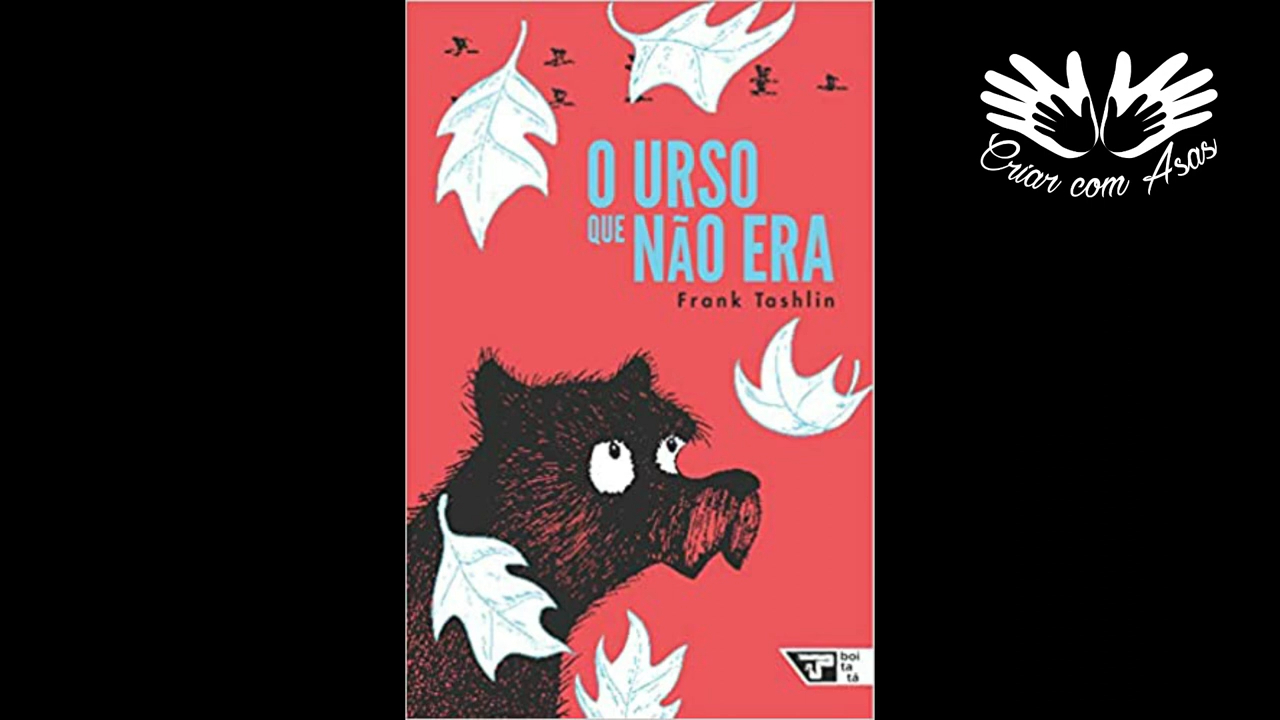 O URSO
QUE NÃO ERA
Frank Tashlin
boi
ta
tá
Criar com Asas